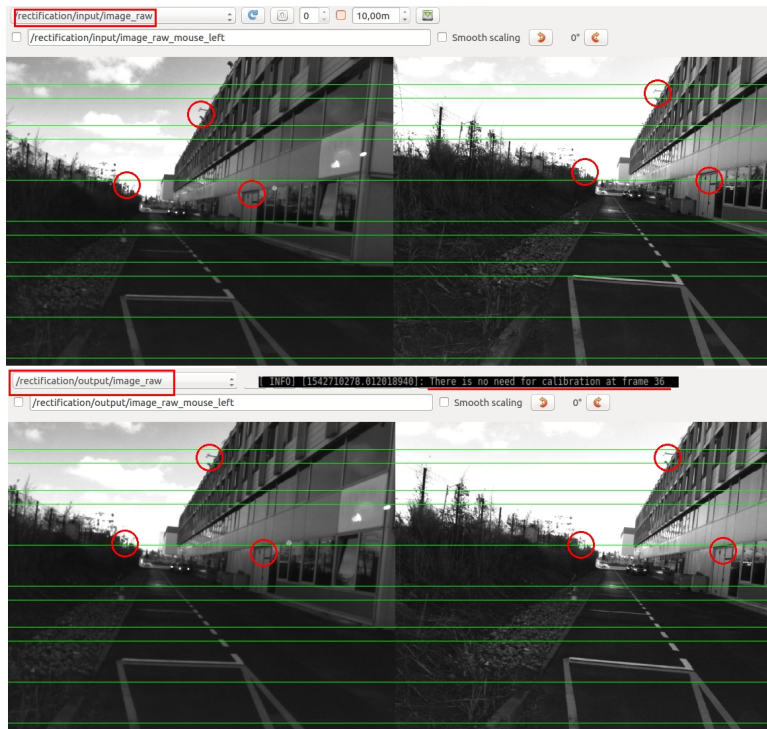 /rectification/input/image_raw 0 10,00m
/rectification/input/image_raw_mouse_left Smooth scaling 0°
/rectification/output/image_raw [ INFO] [1542710278.012018940]: There is no need for calibration at frame 36
/rectification/output/image_raw_mouse_left Smooth scaling 0°